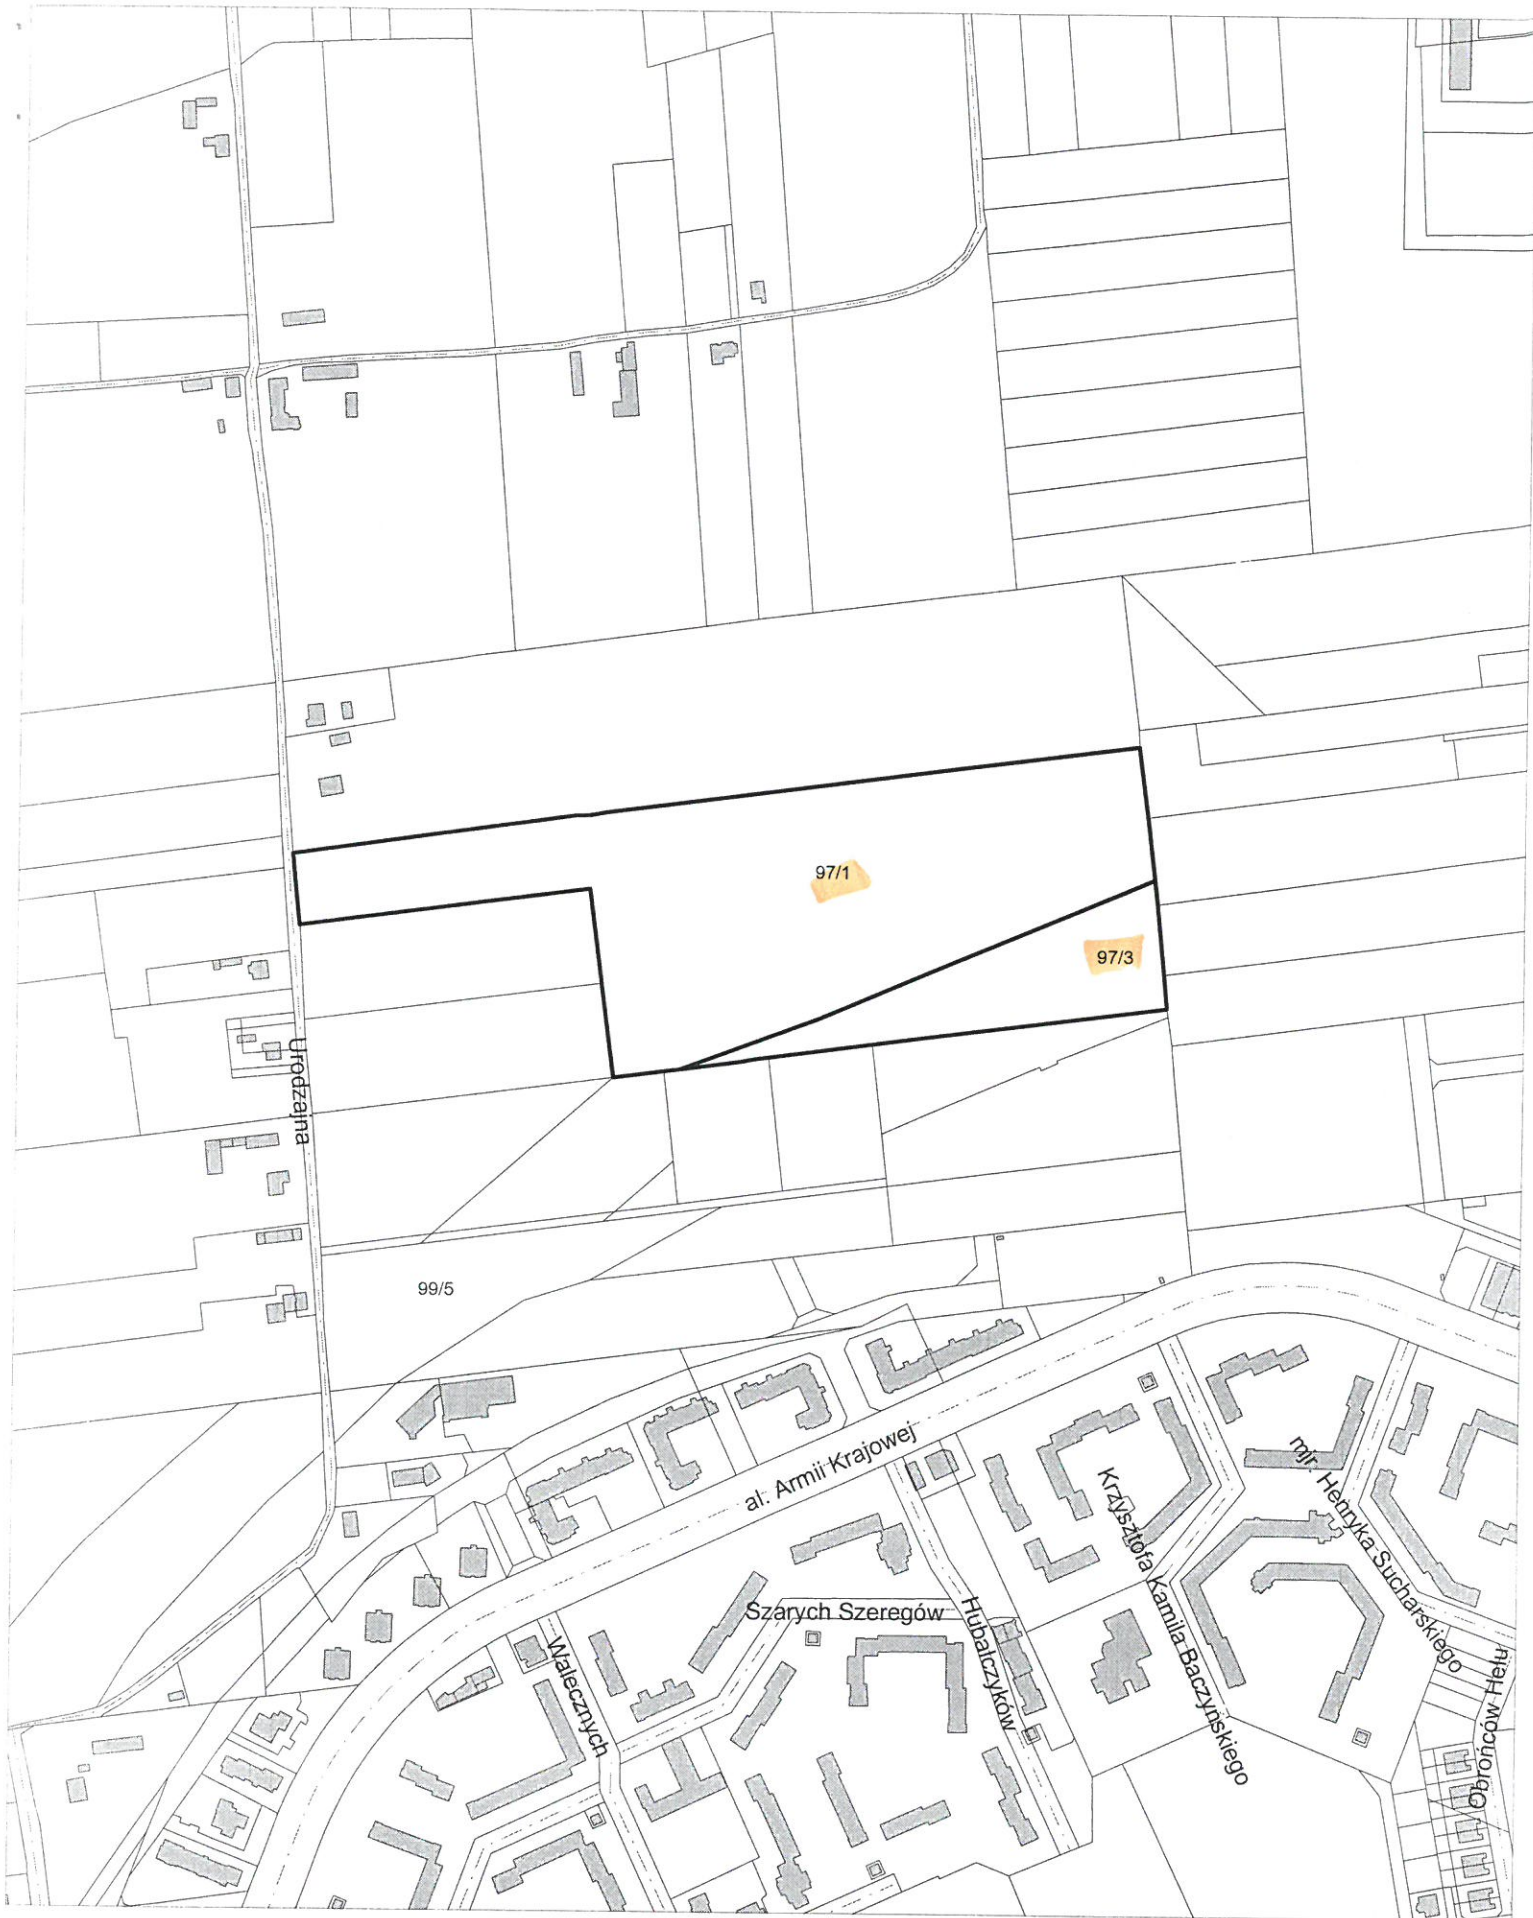 97/1
97/3
Urodzajna
99/5
al. Armii Krajowej
mjr. Henryka Sucharskiego
Krzysztofa Kamila Baczyńskiego
Szarych Szeregów
Hubalczyków
Walecznych
Obrońców Helu